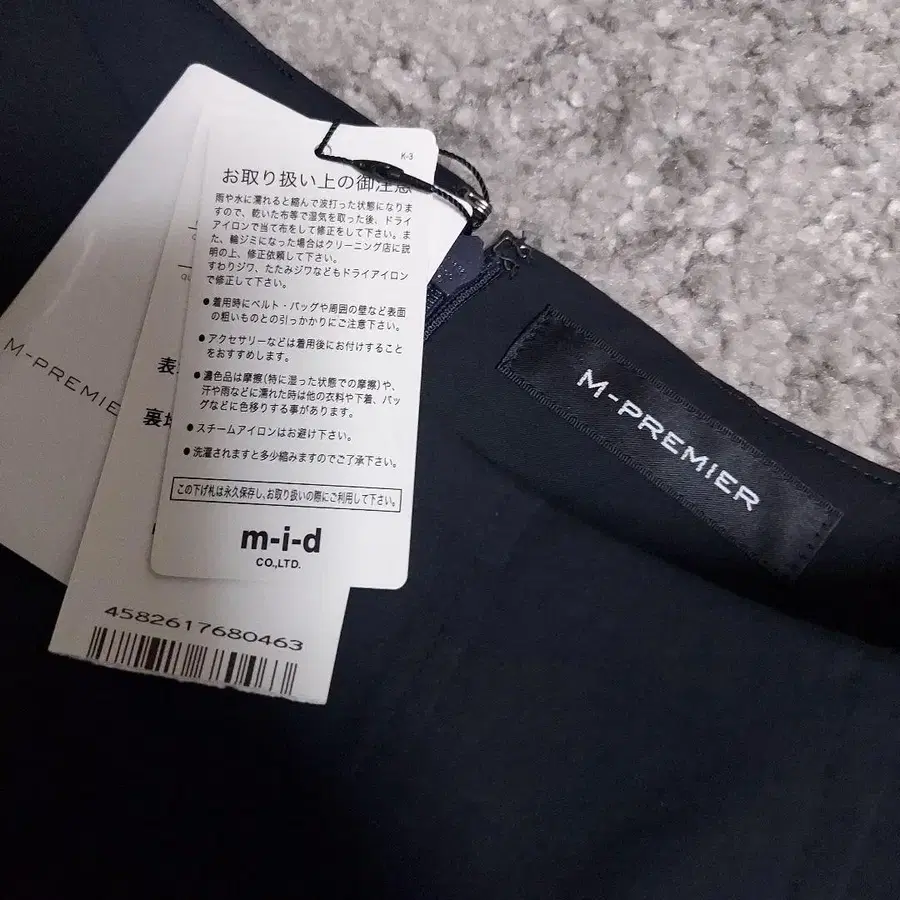 K-3
お取り扱い上の御注意
雨や水に濡れると縮んで波打った状態になりま
すので、乾いた布等で湿気を取った後、ドライ
アイロンで当て布をして修正をして下さい。ま
た、輪ジミになった場合はクリーニング店に説
明の上、修正依頼して下さい。
すわりジワ、たたみジワなどもドライアイロン
で修正して下さい。
●着用時にベルト・バッグや周囲の壁など表面
の粗いものとの引っかかりにご注意下さい。
●アクセサリーなどは着用後にお付けすること
をおすすめします。
●濃色品は摩擦(特に湿った状態での摩擦)や、
汗や雨などに濡れた時は他の衣料や下着、バッ
グなどに色移りする事があります。
●スチームアイロンはお避け下さい。
●洗濯されますと多少縮みますのでご了承下さい。
この下げ札は永久保存し、お取り扱いの際にご利用して下さい。
m-i-d
CO.,LTD.
表
裏地
4582617680463
M-PREMIE
M-PREMIER